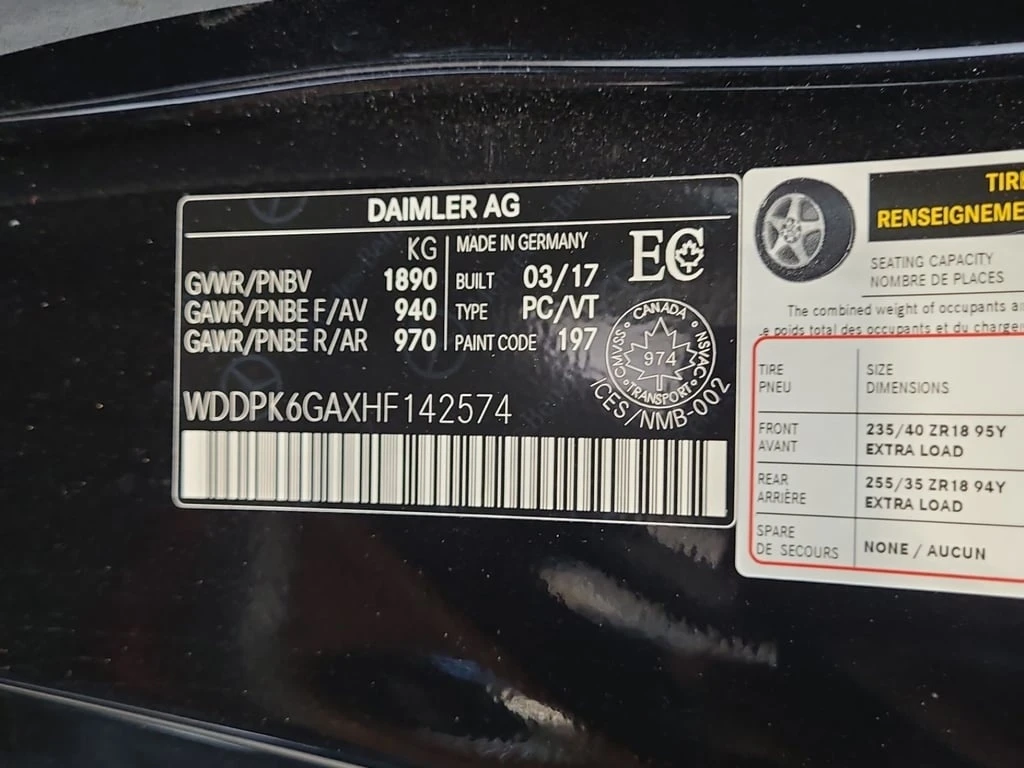 DAIMLER AG
KG
GVWR/PNBV 1890
GAWR/PNBE F/AV 940
GAWR/PNBE R/AR 970
MADE IN GERMANY
BUILT 03/17
TYPE PC/VT
PAINT CODE 197
EC
CANADA
CMVSS 974 NSVAC
TRANSPORT
ICES/NMB-002
WDDPK6GAXHF142574
TIRE
RENSEIGNEME
SEATING CAPACITY
NOMBRE DE PLACES
The combined weight of occupants a
e poids total des occupants et du charge
TIRE
PNEU
SIZE
DIMENSIONS
FRONT
AVANT
235/40 ZR18 95Y
EXTRA LOAD
REAR
ARRIÈRE
255/35 ZR18 94Y
EXTRA LOAD
SPARE
DE SECOURS
NONE / AUCUN